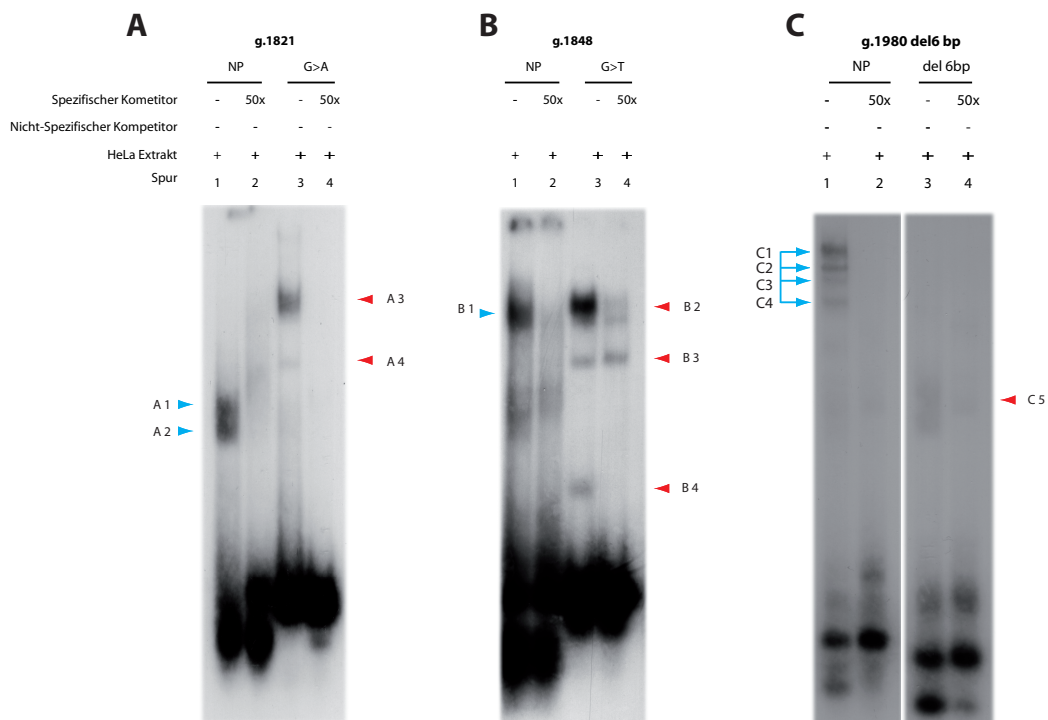 A
g.1821
NP G>A
Spezifischer Kometitor - 50x - 50x
Nicht-Spezifischer Kompetitor - - - -
HeLa Extrakt + + + +
Spur 1 2 3 4
A 1
A 2
A 3
A 4
B
g.1848
NP G>T
- 50x - 50x
- - - -
+ + + +
1 2 3 4
B 1
B 2
B 3
B 4
C
g.1980 del6 bp
NP del 6bp
- 50x - 50x
- - - -
+ + + +
1 2 3 4
C1
C2
C3
C4
C 5